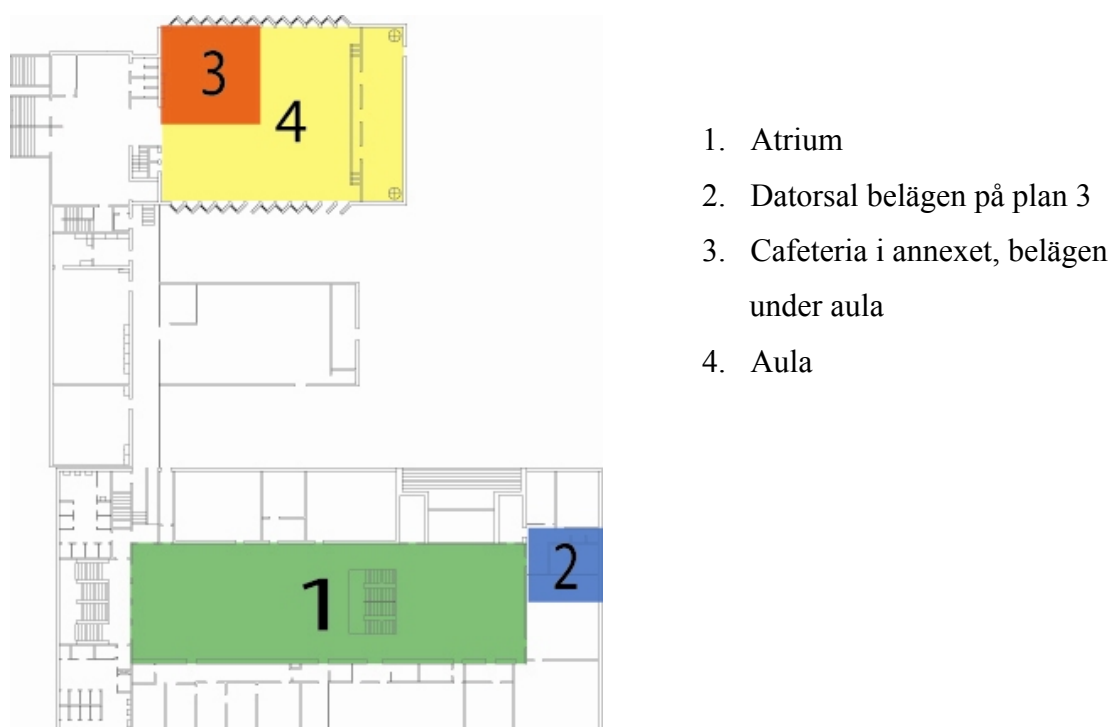 3
4
1
2
1. Atrium
2. Datorsal belägen på plan 3
3. Cafeteria i annexet, belägen
under aula
4. Aula